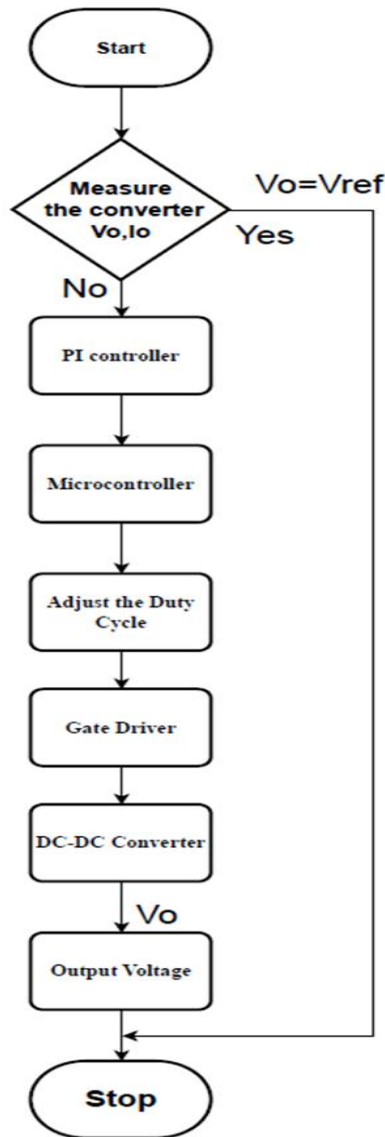 Start
Measure
the converter
Vo,Io
Vo=Vref
Yes
No
PI controller
Microcontroller
Adjust the Duty
Cycle
Gate Driver
DC-DC Converter
Vo
Output Voltage
Stop